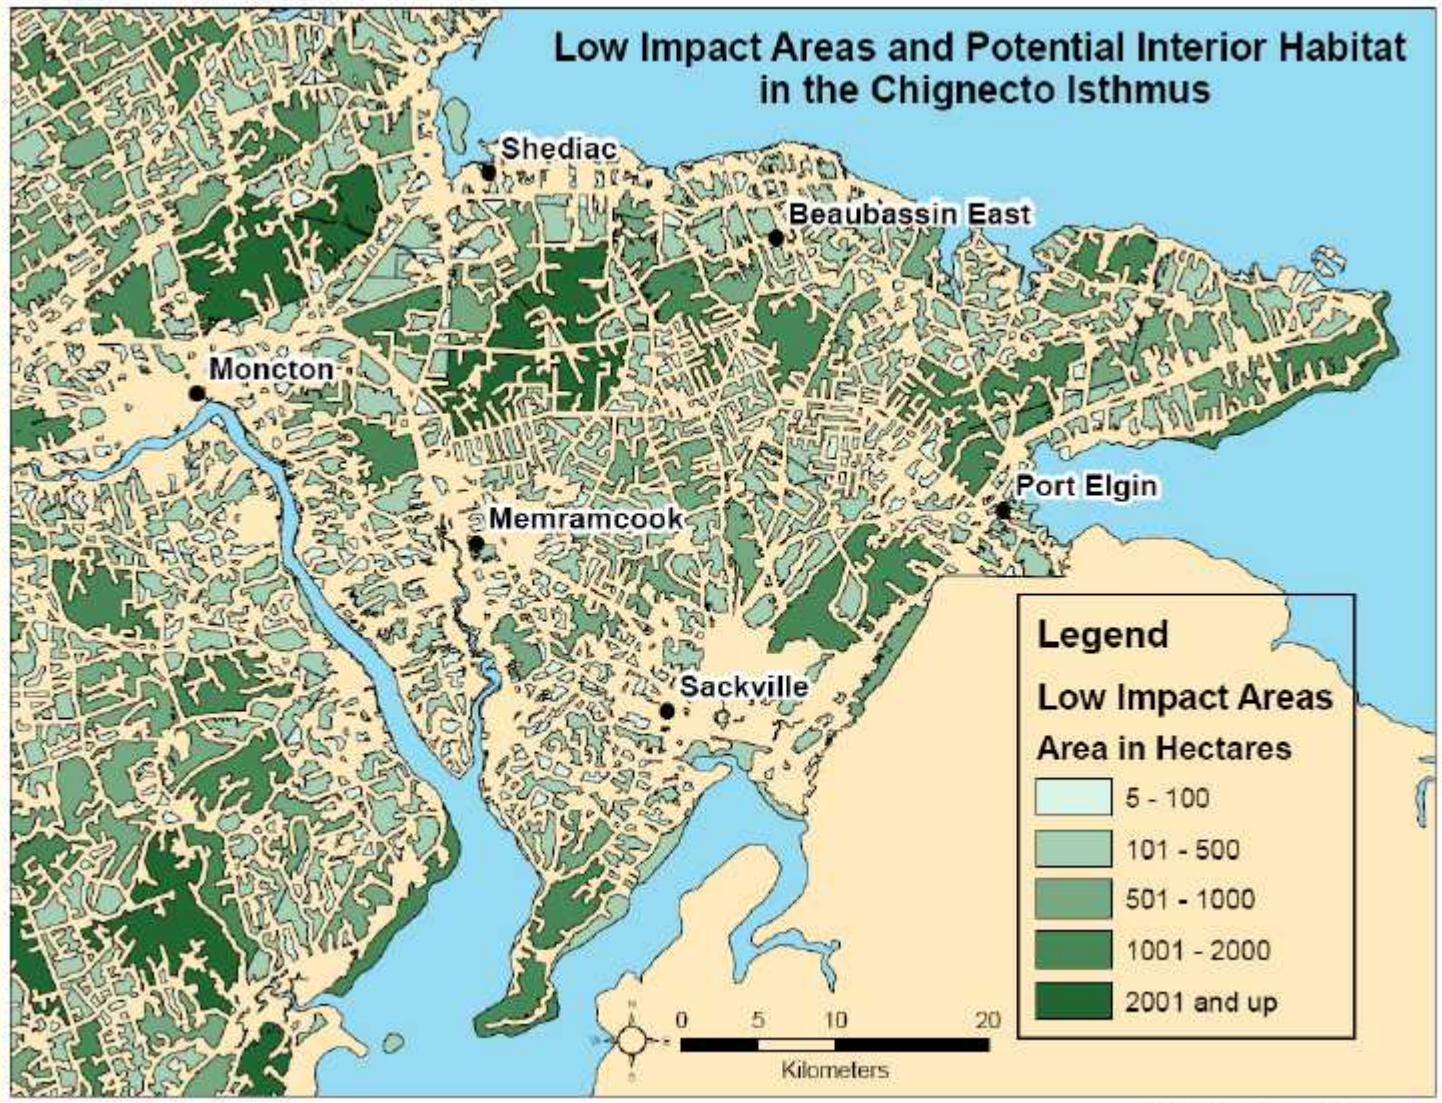 Low Impact Areas and Potential Interior Habitat
in the Chignecto Isthmus
Shediac
Beaubassin East
Moncton
Port Elgin
Memramcook
Sackville
Legend
Low Impact Areas
Area in Hectares
5 - 100
101 - 500
501 - 1000
1001 - 2000
2001 and up
N
0 5 10 20
Kilometers